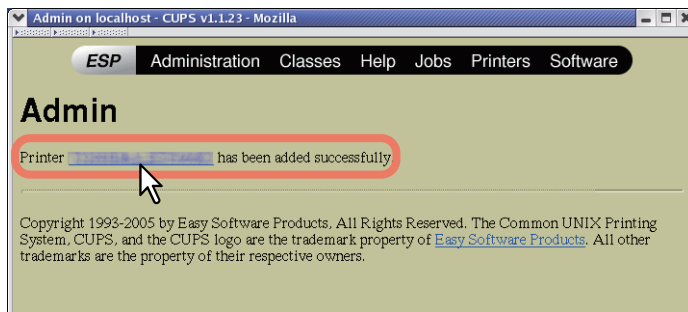 Admin on localhost - CUPS v1.1.23 - Mozilla
ESP Administration Classes Help Jobs Printers Software
Admin
Printer has been added successfully.
Copyright 1993-2005 by Easy Software Products, All Rights Reserved. The Common UNIX Printing
System, CUPS, and the CUPS logo are the trademark property of Easy Software Products. All other
trademarks are the property of their respective owners.